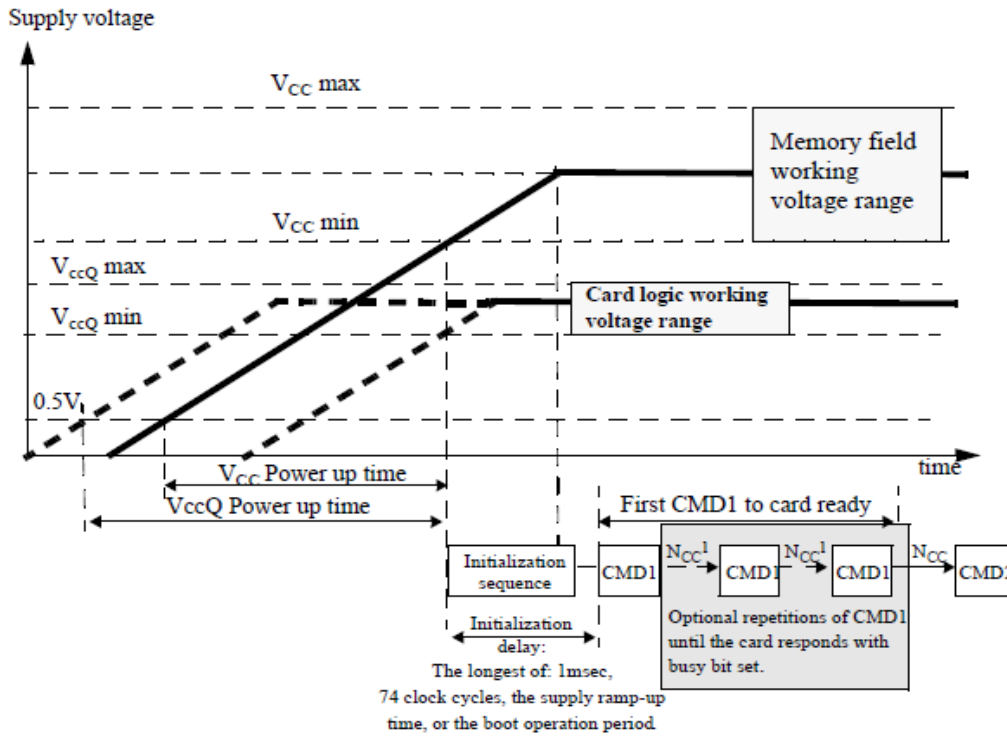 Supply voltage
VCC max
Memory field
working
voltage range
VCC min
VccQ max
Card logic working
voltage range
VccQ min
0.5V
time
VCC Power up time
VccQ Power up time
First CMD1 to card ready
Initialization
sequence
CMD1
NCC1
CMD1
NCC1
CMD1
NCC
CMD2
Optional repetitions of CMD1
until the card responds with
busy bit set.
Initialization
delay:
The longest of: 1msec,
74 clock cycles, the supply ramp-up
time, or the boot operation period